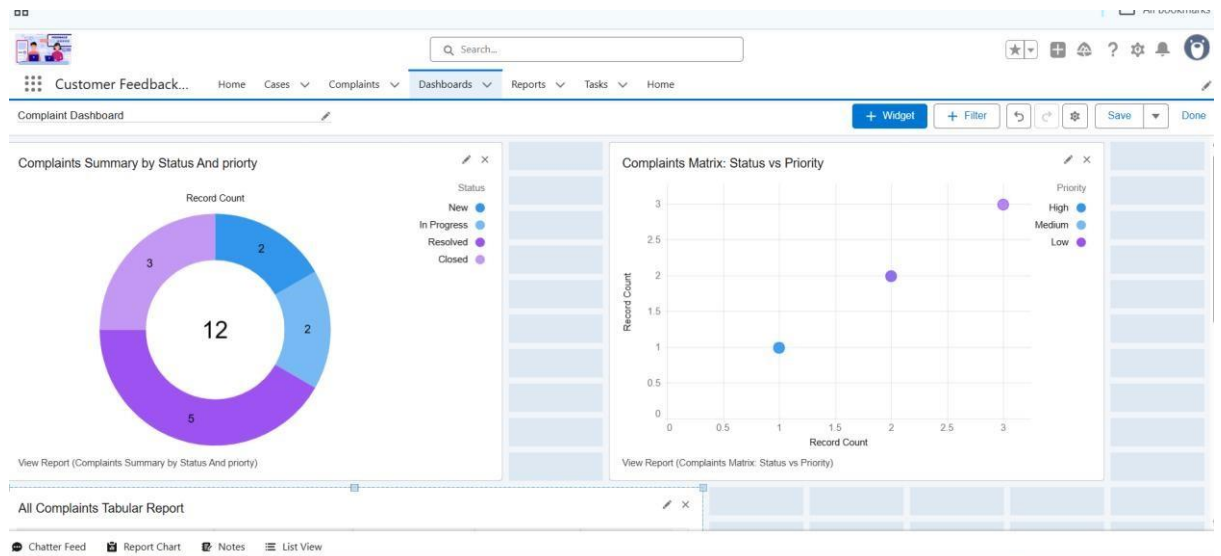 All Bookmarks
Search...
Customer Feedback... Home Cases Complaints Dashboards Reports Tasks Home
Complaint Dashboard + Widget + Filter Save Done
Complaints Summary by Status And priorty
Record Count
Status
New
In Progress
Resolved
Closed
2
3
12
2
5
View Report (Complaints Summary by Status And priorty)
Complaints Matrix: Status vs Priority
Priority
High
Medium
Low
Record Count
3
2.5
2
1.5
1
0.5
0
0 0.5 1 1.5 2 2.5 3
Record Count
View Report (Complaints Matrix: Status vs Priority)
All Complaints Tabular Report
Chatter Feed Report Chart Notes List View